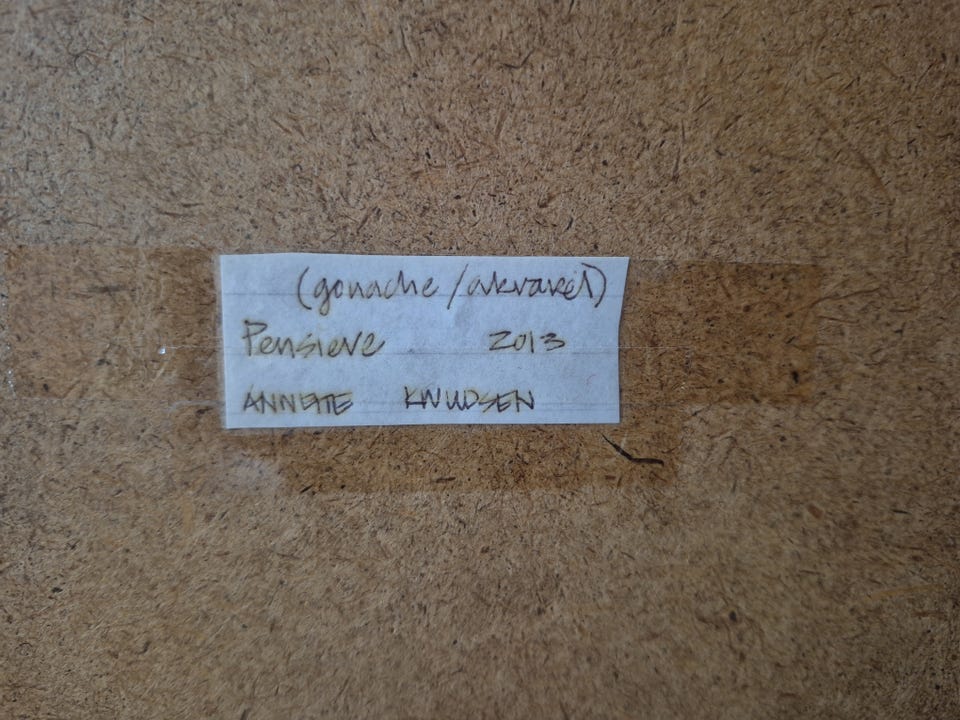 (gouache/akvarel)
Pensieve 2013
ANNETTE KNUDSEN